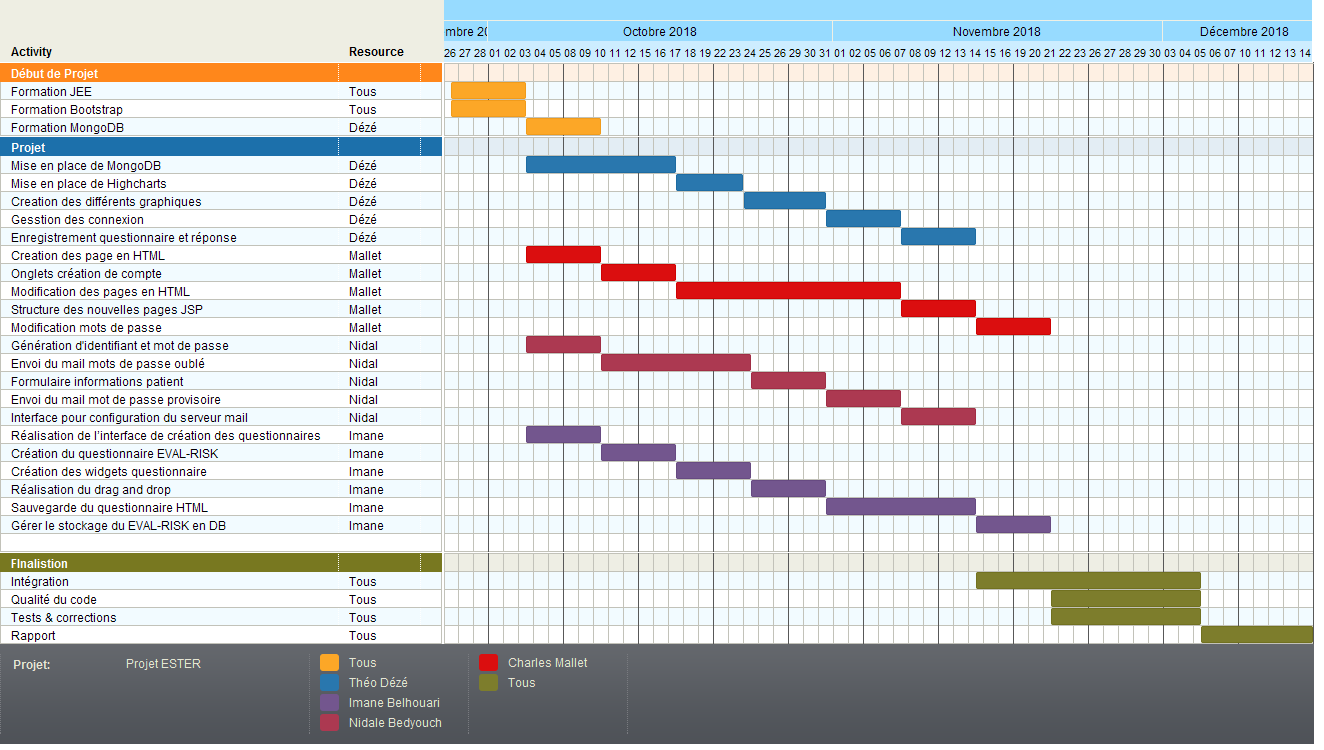 mbre 20 Octobre 2018 Novembre 2018 Décembre 2018
Activity Resource 26 27 28 01 02 03 04 05 08 09 10 11 12 15 16 17 18 19 22 23 24 25 26 29 30 31 01 02 05 06 07 08 09 12 13 14 15 16 19 20 21 22 23 26 27 28 29 30 03 04 05 06 07 10 11 12 13 14
Début de Projet
Formation JEE Tous
Formation Bootstrap Tous
Formation MongoDB Dézé
Projet
Mise en place de MongoDB Dézé
Mise en place de Highcharts Dézé
Creation des différents graphiques Dézé
Gesstion des connexion Dézé
Enregistrement questionnaire et réponse Dézé
Creation des page en HTML Mallet
Onglets création de compte Mallet
Modification des pages en HTML Mallet
Structure des nouvelles pages JSP Mallet
Modification mots de passe Mallet
Génération d'identifiant et mot de passe Nidal
Envoi du mail mots de passe oublé Nidal
Formulaire informations patient Nidal
Envoi du mail mot de passe provisoire Nidal
Interface pour configuration du serveur mail Nidal
Réalisation de l'interface de création des questionnaires Imane
Création du questionnaire EVAL-RISK Imane
Création des widgets questionnaire Imane
Réalisation du drag and drop Imane
Sauvegarde du questionnaire HTML Imane
Gérer le stockage du EVAL-RISK en DB Imane
FInalistion
Intégration Tous
Qualité du code Tous
Tests & corrections Tous
Rapport Tous
Projet: Projet ESTER Tous Charles Mallet
Théo Dézé Tous
Imane Belhouari
Nidale Bedyouch